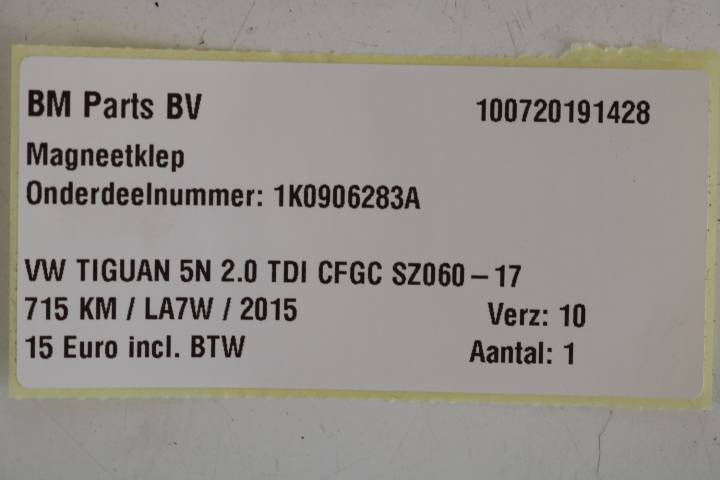 BM Parts BV 100720191428
Magneetklep
Onderdeelnummer: 1K0906283A
VW TIGUAN 5N 2.0 TDI CFGC SZ060 – 17
715 KM / LA7W / 2015 Verz: 10
15 Euro incl. BTW Aantal: 1